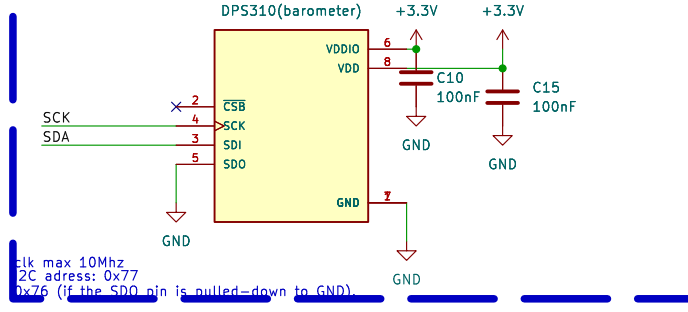 DPS310(barometer)
+3.3V
+3.3V
VDDIO
6
VDD
8
C10
100nF
C15
100nF
2
CSB
SCK
4
SCK
SDA
3
SDI
5
SDO
GND
GND
GND
GND
GND
clk max 10Mhz
I2C adress: 0x77
0x76 (if the SDO pin is pulled-down to GND).